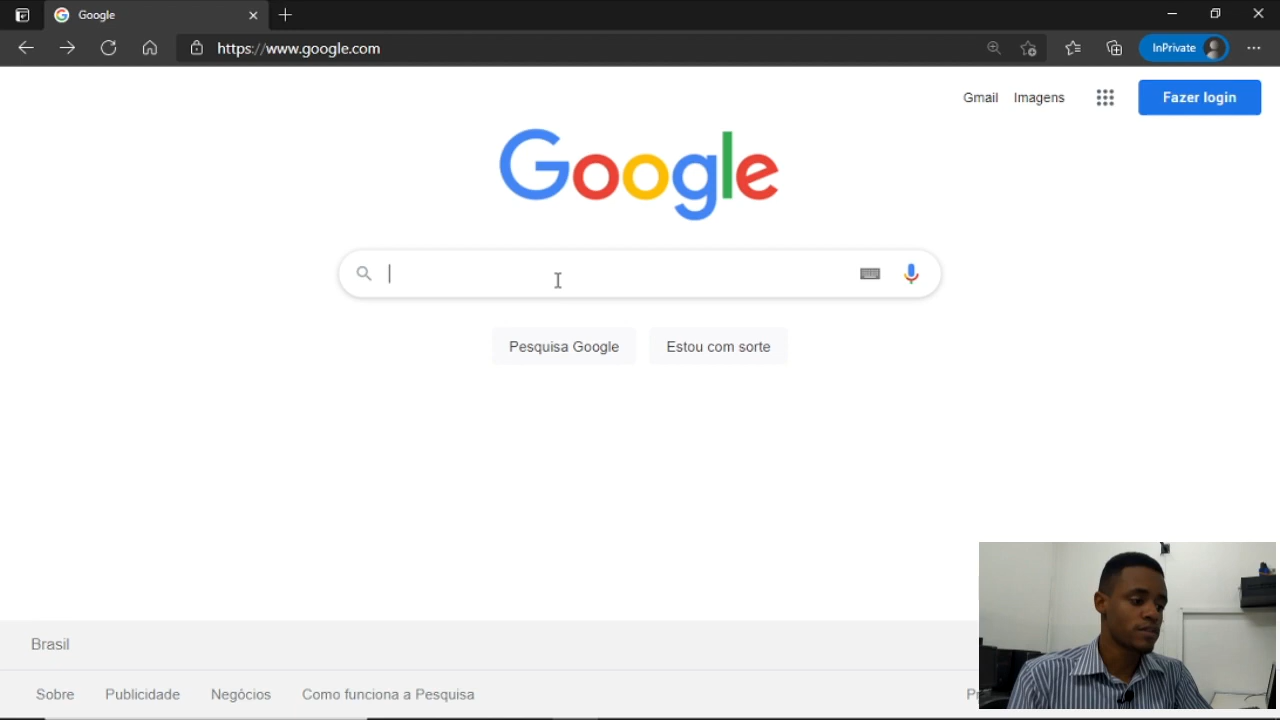 Google
https://www.google.com
InPrivate
Gmail Imagens Fazer login
Google
Pesquisa Google Estou com sorte
Brasil
Sobre Publicidade Negócios Como funciona a Pesquisa